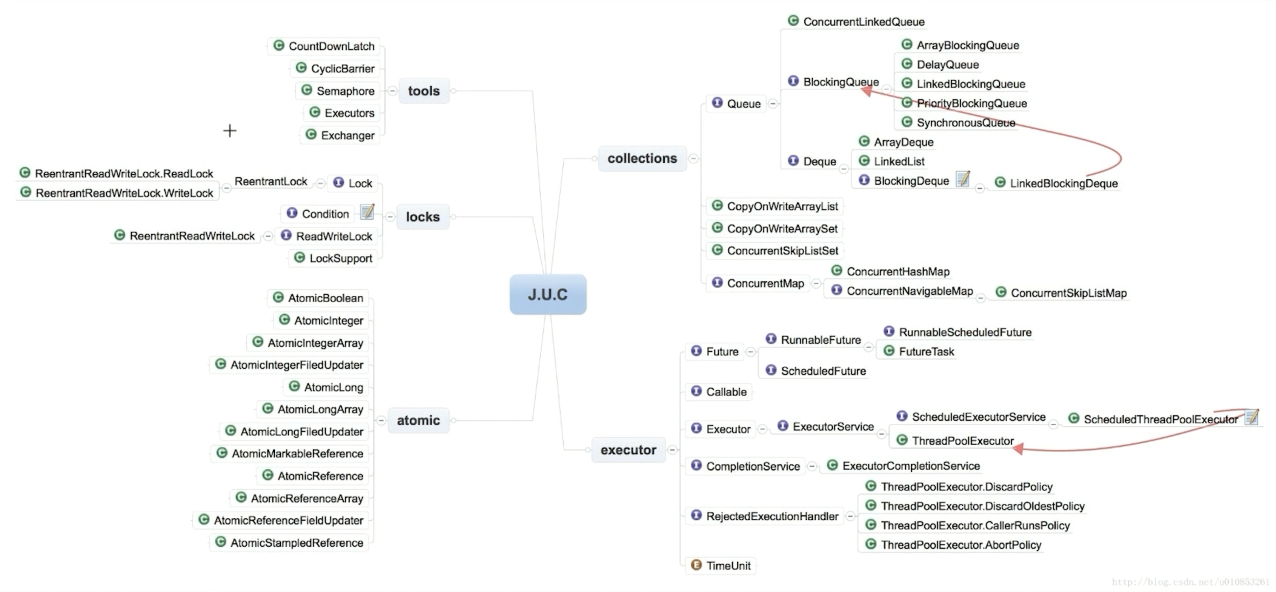 CountDownLatch
CyclicBarrier
Semaphore
Executors
Exchanger
tools
ReentrantReadWriteLock.ReadLock
ReentrantReadWriteLock.WriteLock
ReentrantLock
Lock
Condition
ReentrantReadWriteLock
ReadWriteLock
LockSupport
locks
AtomicBoolean
AtomicInteger
AtomicIntegerArray
AtomicIntegerFiledUpdater
AtomicLong
AtomicLongArray
AtomicLongFiledUpdater
AtomicMarkableReference
AtomicReference
AtomicReferenceArray
AtomicReferenceFieldUpdater
AtomicStampledReference
atomic
J.U.C
collections
Queue
ConcurrentLinkedQueue
BlockingQueue
ArrayBlockingQueue
DelayQueue
LinkedBlockingQueue
PriorityBlockingQueue
SynchronousQueue
Deque
ArrayDeque
LinkedList
BlockingDeque
LinkedBlockingDeque
CopyOnWriteArrayList
CopyOnWriteArraySet
ConcurrentSkipListSet
ConcurrentMap
ConcurrentHashMap
ConcurrentNavigableMap
ConcurrentSkipListMap
executor
Future
RunnableFuture
RunnableScheduledFuture
FutureTask
ScheduledFuture
Callable
Executor
ExecutorService
ScheduledExecutorService
ScheduledThreadPoolExecutor
ThreadPoolExecutor
CompletionService
ExecutorCompletionService
RejectedExecutionHandler
ThreadPoolExecutor.DiscardPolicy
ThreadPoolExecutor.DiscardOldestPolicy
ThreadPoolExecutor.CallerRunsPolicy
ThreadPoolExecutor.AbortPolicy
TimeUnit
http://blog.csdn.net/u010853261